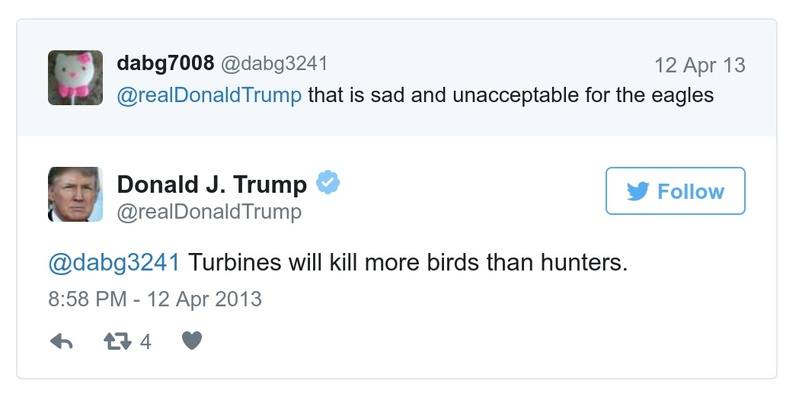 dabg7008 @dabg3241 12 Apr 13
@realDonaldTrump that is sad and unacceptable for the eagles
Donald J. Trump
@realDonaldTrump
Follow
@dabg3241 Turbines will kill more birds than hunters.
8:58 PM - 12 Apr 2013
4